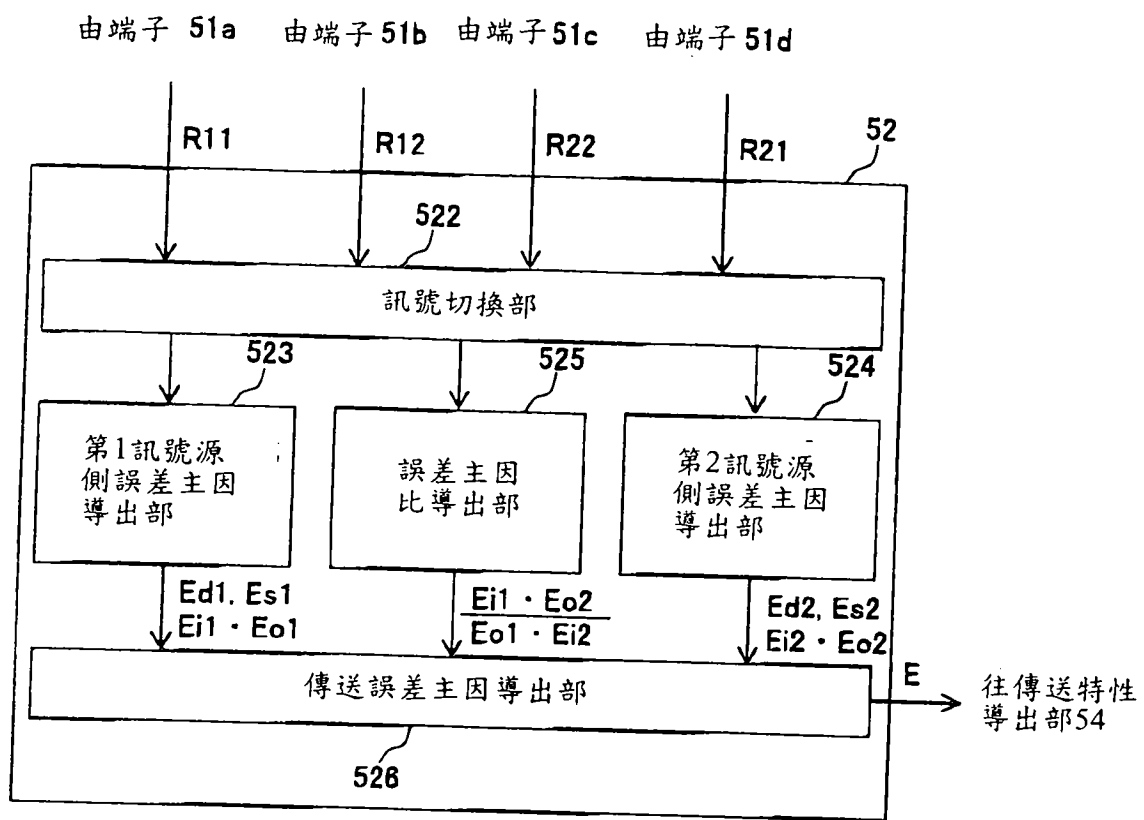 由端子 51a
由端子 51b
由端子 51c
由端子 51d
R11
R12
R22
R21
52
522
訊號切換部
523
525
524
第1訊號源
側誤差主因
導出部
誤差主因
比導出部
第2訊號源
側誤差主因
導出部
Ed1, Es1
Ei1・Eo1
Ei1・Eo2
Eo1・Ei2
Ed2, Es2
Ei2・Eo2
傳送誤差主因導出部
E
往傳送特性
導出部54
526